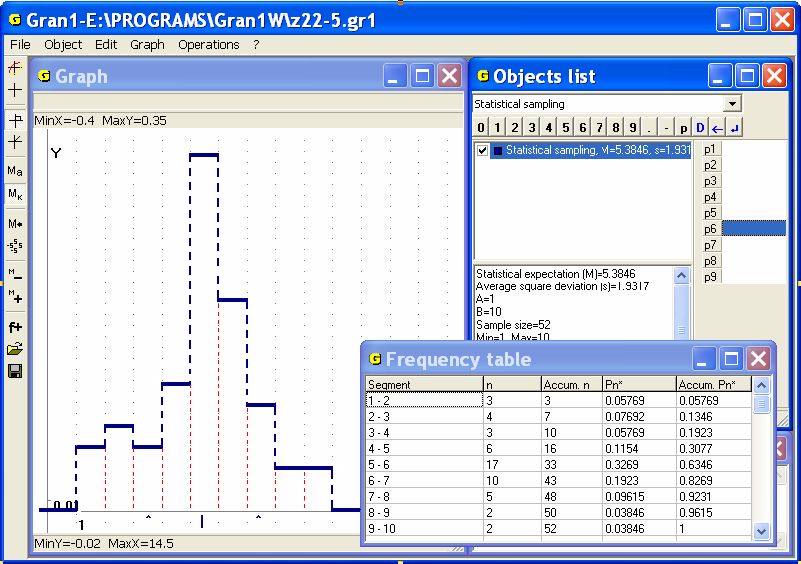 Gran1-E:\PROGRAMS\Gran1W\z22-5.gr1
File Object Edit Graph Operations ?
Graph
MinX=-0.4 MaxY=0.35
Y
0.01
1
MinY=-0.02 MaxX=14.5
Ma
Mк
M
sss
M
M+
f+
Objects list
Statistical sampling
0 1 2 3 4 5 6 7 8 9 . - p D
Statistical sampling, M=5.3846, s=1.931
p1
p2
p3
p4
p5
p6
p7
p8
p9
Statistical expectation (M)=5.3846
Average square deviation (s)=1.9317
A=1
B=10
Sample size=52
Min=1, Max=10
Frequency table
Segment n Accum. n Pn* Accum. Pn*
1 - 2 3 3 0.05769 0.05769
2 - 3 4 7 0.07692 0.1346
3 - 4 3 10 0.05769 0.1923
4 - 5 6 16 0.1154 0.3077
5 - 6 17 33 0.3269 0.6346
6 - 7 10 43 0.1923 0.8269
7 - 8 5 48 0.09615 0.9231
8 - 9 2 50 0.03846 0.9615
9 - 10 2 52 0.03846 1